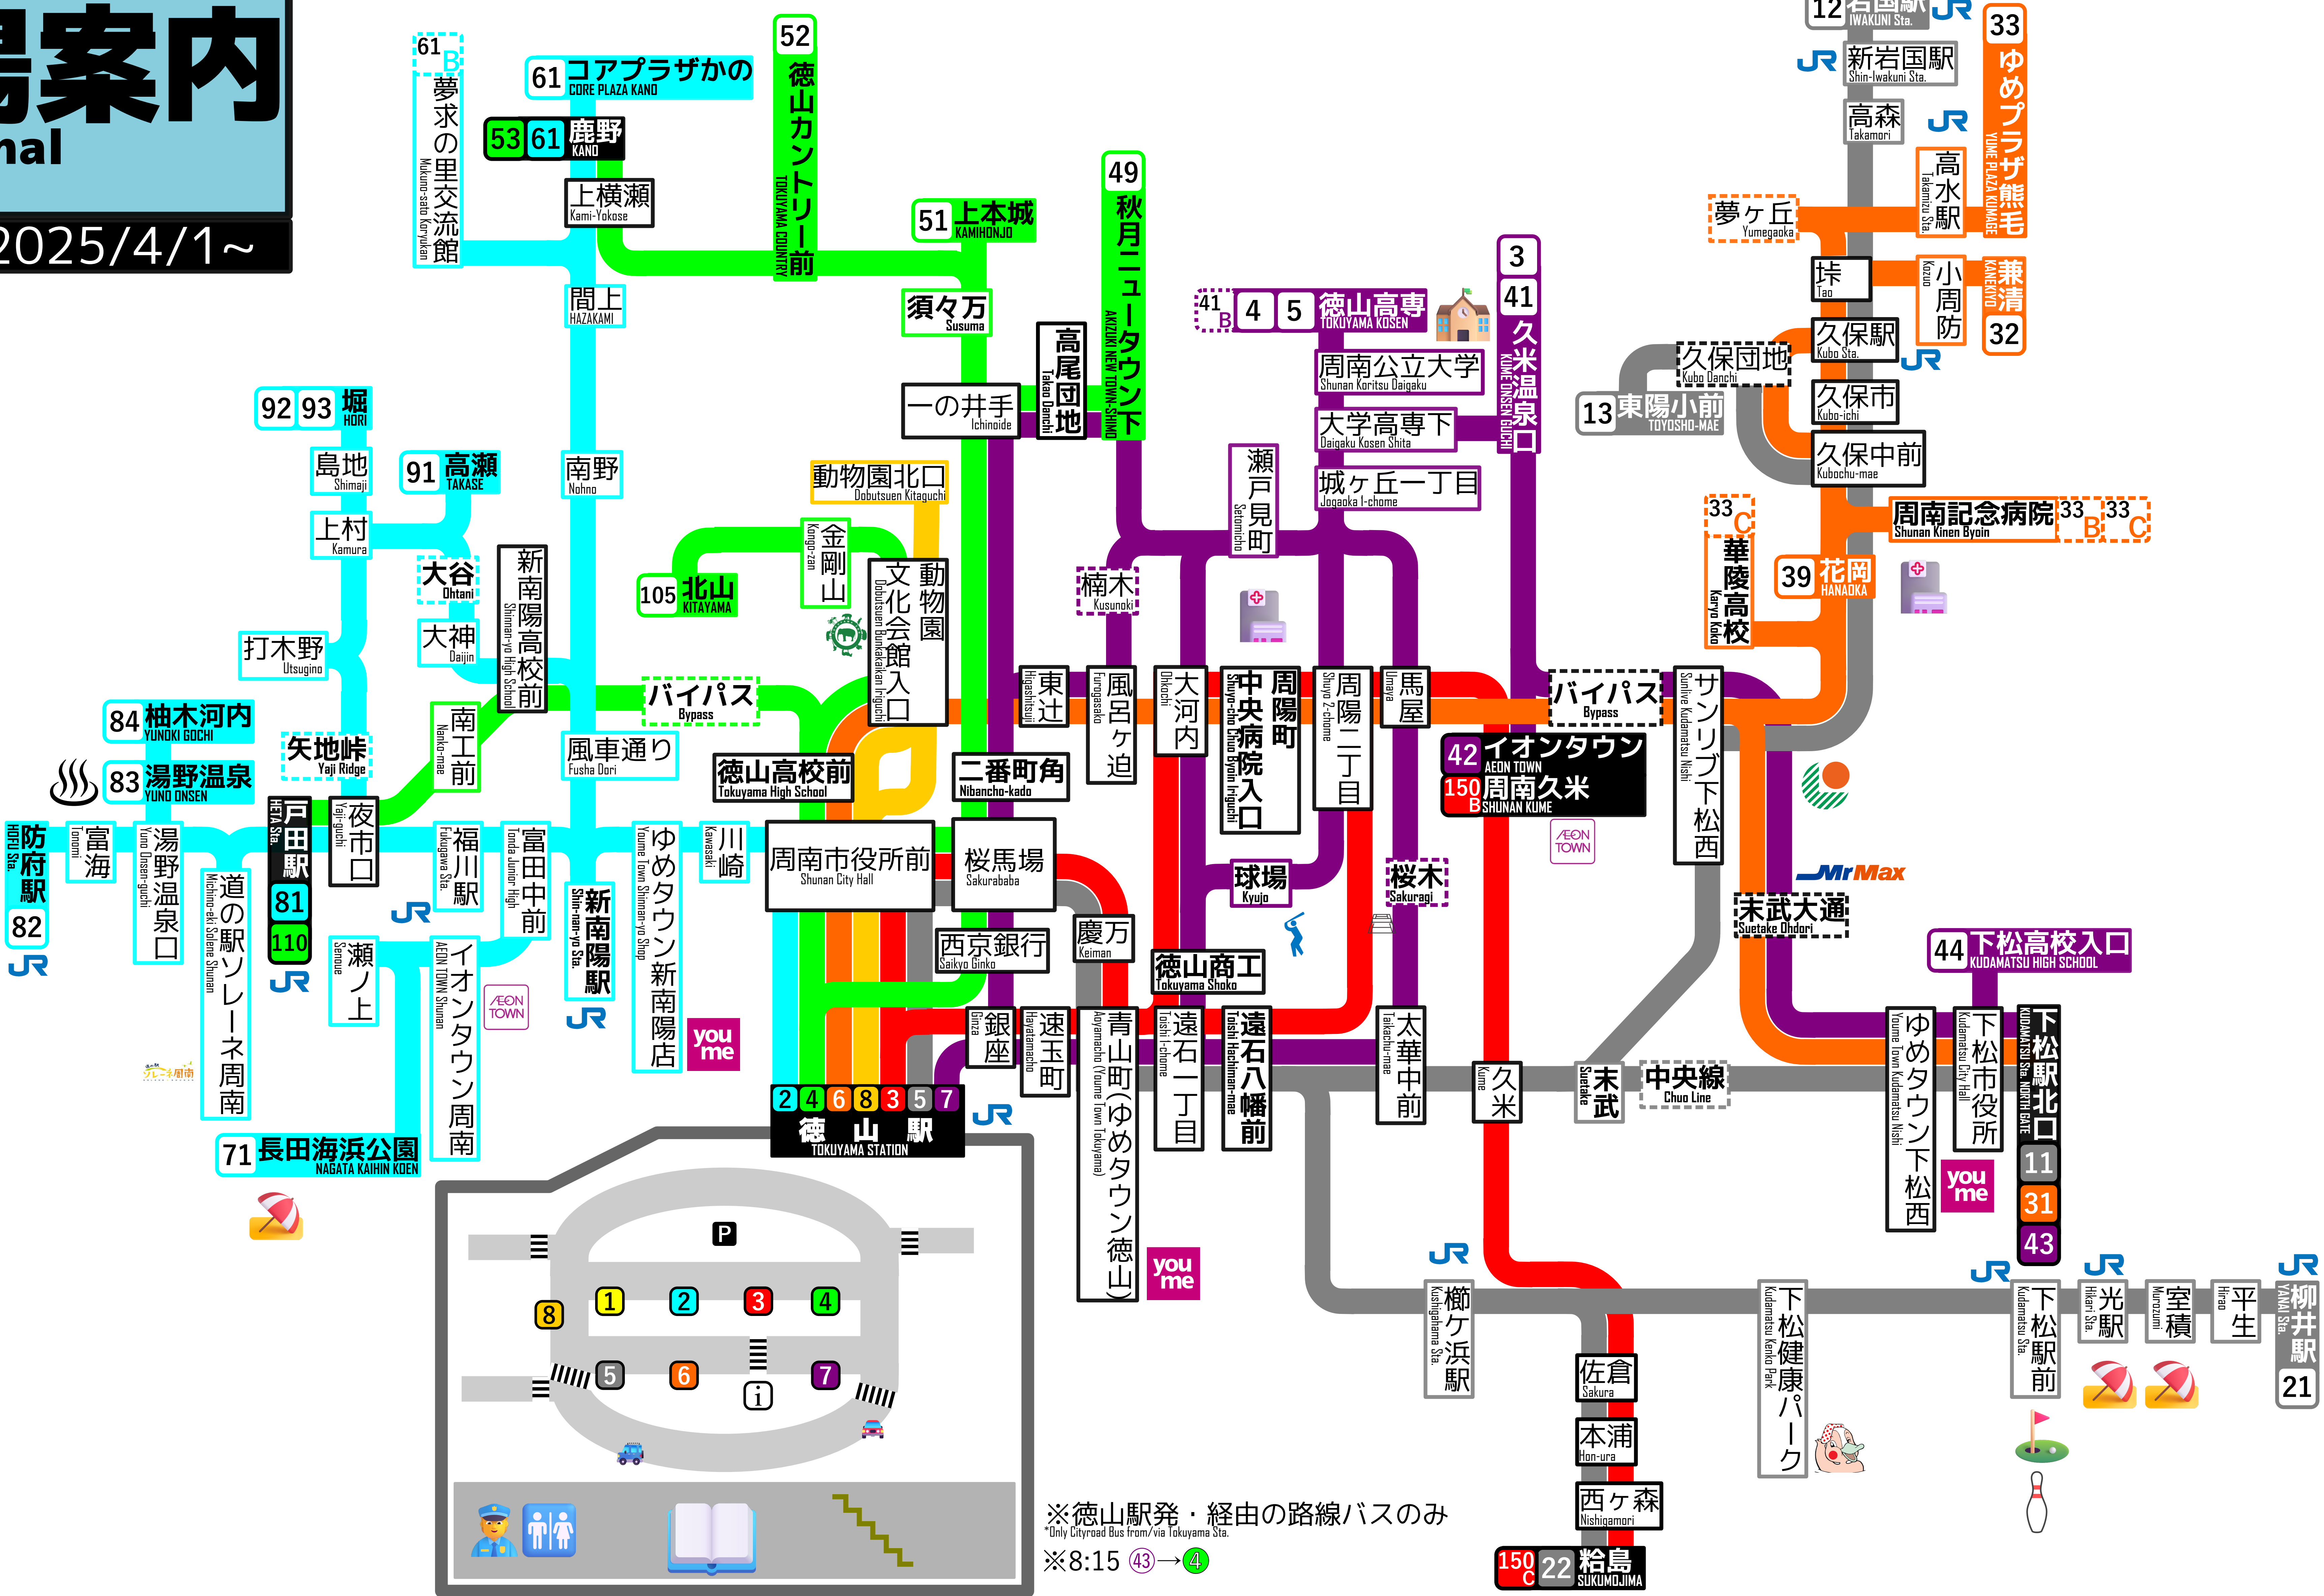 場案内
nal
2025/4/1~
61
B
夢求の里交流館
Mukuno-sato Koryukan
61
コアプラザかの
CORE PLAZA KANO
53
61
鹿野
KANO
上横瀬
Kami-Yokose
間上
HAZAKAMI
南野
Nohno
風車通り
Fusha Dori
52
徳山カントリー前
TOKUYAMA COUNTRY
51
上本城
KAMIHONJO
須々万
Susuma
一の井手
Ichinoide
高尾団地
Takao Danchi
49
秋月ニュータウン下
AKIZUKI NEW TOWN-SHIMO
41
B
4
5
徳山高専
TOKUYAMA KOSEN
周南公立大学
Shunan Koritsu Daigaku
大学高専下
Daigaku Kosen Shita
城ヶ丘一丁目
Jogaoka 1-chome
瀬戸見町
Setomicho
3
41
久米温泉口
KUME ONSEN GUCHI
12
岩国駅
IWAKUNI Sta.
JR
JR
新岩国駅
Shin-Iwakuni Sta.
高森
Takamori
JR
33
ゆめプラザ熊毛
YUME PLAZA KUMAGE
高水駅
Takamizu Sta.
夢ヶ丘
Yumegaoka
垰
Tao
小周防
Kozuo
兼清
KANEKIYO
32
久保駅
Kubo Sta.
JR
久保団地
Kubo Danchi
13
東陽小前
TOYOSHO-MAE
久保市
Kubo-ichi
久保中前
Kubochu-mae
33
C
華陵高校
Karyo Koko
周南記念病院
Shunan Kinen Byoin
33
B
33
C
39
花岡
HANAOKA
92
93
堀
HORI
島地
Shimaji
91
高瀬
TAKASE
上村
Kamura
大谷
Ohtani
大神
Daijin
新南陽高校前
Shinnan-yo High School
打木野
Utsugino
84
柚木河内
YUNOKI GOCHI
83
湯野温泉
YUNO ONSEN
矢地峠
Yaji Ridge
南工前
Nanko-mae
バイパス
Bypass
動物園北口
Dobutsuen Kitaguchi
金剛山
Kongo-zan
105
北山
KITAYAMA
動物園
文化会館入口
Dobutsuen Bunkakaikan Iriguchi
徳山高校前
Tokuyama High School
二番町角
Nibancho-kado
東辻
Higashitsuji
楠木
Kusunoki
風呂ヶ迫
Furogasako
大河内
Ohkochi
周陽町
中央病院入口
Shuyo-cho Chuo Byoin Iriguchi
周陽二丁目
Shuyo 2-chome
馬屋
Umaya
バイパス
Bypass
サンリブ下松西
Sunlive Kudamatsu Nishi
42
イオンタウン
AEON TOWN
150
B
周南久米
SHUNAN KUME
ÆON
TOWN
MrMax
防府駅
HOFU Sta.
82
JR
富海
Tonomi
湯野温泉口
Yuno Onsen-guchi
道の駅ソレーネ周南
Michino-eki Solene Shunan
戸田駅
HETA Sta.
81
110
JR
夜市口
Yaji-guchi
福川駅
Fukugawa Sta.
JR
富田中前
Tonda Junior High
瀬ノ上
Senoue
イオンタウン周南
AEON TOWN Shunan
ÆON
TOWN
新南陽駅
Shin-nan-yo Sta.
JR
ゆめタウン新南陽店
Youme Town Shinnan-yo Shop
you
me
川崎
Kawasaki
71
長田海浜公園
NAGATA KAIHIN KOEN
周南市役所前
Shunan City Hall
桜馬場
Sakurababa
西京銀行
Saikyo Ginko
慶万
Keiman
球場
Kyujo
桜木
Sakuragi
徳山商工
Tokuyama Shoko
末武大通
Suetake Ohdori
44
下松高校入口
KUDAMATSU HIGH SCHOOL
銀座
Ginza
速玉町
Hayatamacho
青山町(ゆめタウン徳山)
Aoyamacho (Youme Town Tokuyama)
you
me
遠石一丁目
Toishi 1-chome
遠石八幡前
Toishi Hachiman-mae
太華中前
Taikachu-mae
久米
Kume
末武
Suetake
中央線
Chuo Line
ゆめタウン下松西
Youme Town Kudamatsu Nishi
you
me
下松市役所
Kudamatsu City Hall
下松駅北口
KUDAMATSU Sta. NORTH GATE
11
31
43
2 4 6 8 3 5 7
徳山駅
TOKUYAMA STATION
JR
P
8 1 2 3 4
5 6 7
i
JR
櫛ケ浜駅
Kushigahama Sta.
下松健康パーク
Kudamatsu Kenko Park
JR
下松駅前
Kudamatsu Sta.
JR
光駅
Hikari Sta.
室積
Murozumi
平生
Hirao
JR
柳井駅
YANAI Sta.
21
佐倉
Sakura
本浦
Hon-ura
西ヶ森
Nishigamori
150
C
22
粭島
SUKUMOJIMA
※徳山駅発・経由の路線バスのみ
*Only Cityroad Bus from/via Tokuyama Sta.
※8:15 43→4